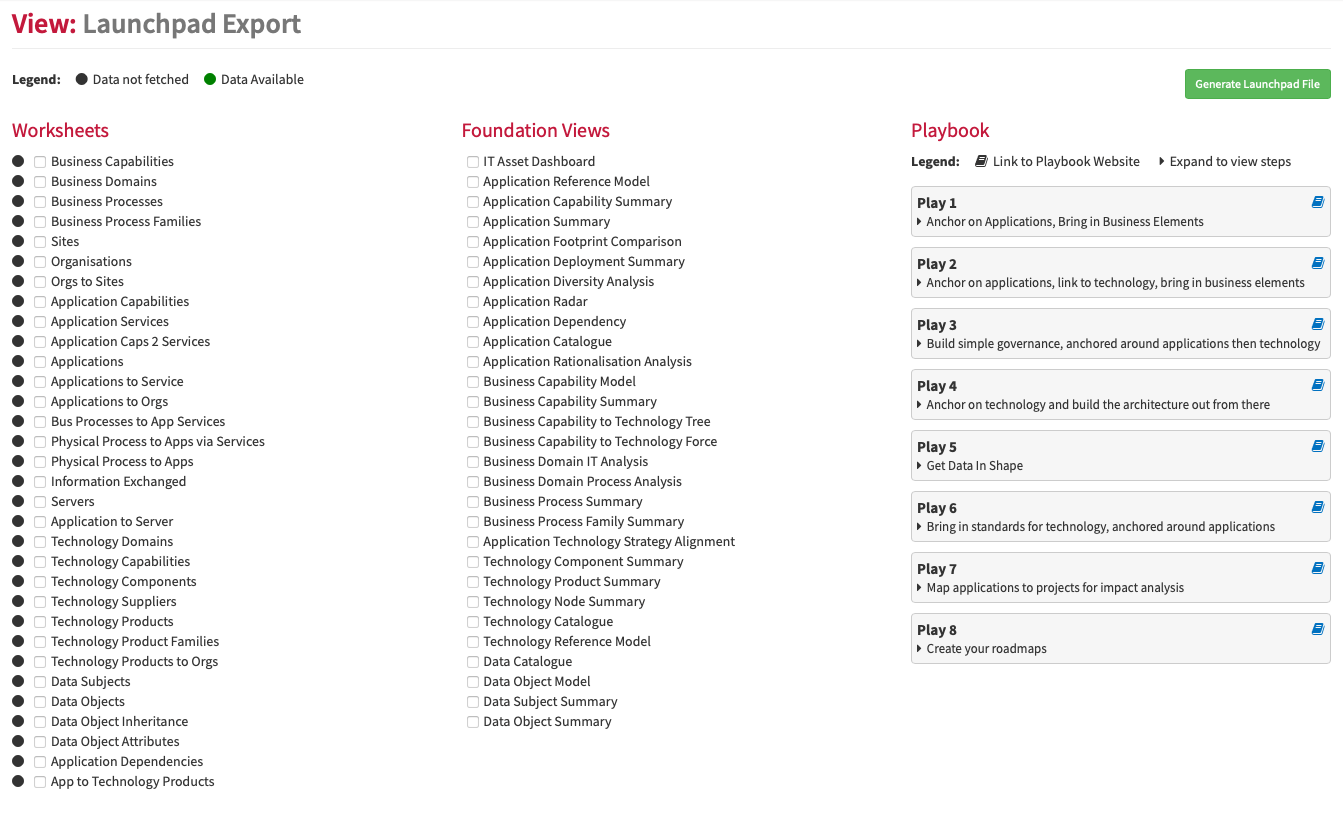 View: Launchpad Export
Legend: Data not fetched Data Available
Generate Launchpad File
Worksheets
Business Capabilities
Business Domains
Business Processes
Business Process Families
Sites
Organisations
Orgs to Sites
Application Capabilities
Application Services
Application Caps 2 Services
Applications
Applications to Service
Applications to Orgs
Bus Processes to App Services
Physical Process to Apps via Services
Physical Process to Apps
Information Exchanged
Servers
Application to Server
Technology Domains
Technology Capabilities
Technology Components
Technology Suppliers
Technology Products
Technology Product Families
Technology Products to Orgs
Data Subjects
Data Objects
Data Object Inheritance
Data Object Attributes
Application Dependencies
App to Technology Products
Foundation Views
IT Asset Dashboard
Application Reference Model
Application Capability Summary
Application Summary
Application Footprint Comparison
Application Deployment Summary
Application Diversity Analysis
Application Radar
Application Dependency
Application Catalogue
Application Rationalisation Analysis
Business Capability Model
Business Capability Summary
Business Capability to Technology Tree
Business Capability to Technology Force
Business Domain IT Analysis
Business Domain Process Analysis
Business Process Summary
Business Process Family Summary
Application Technology Strategy Alignment
Technology Component Summary
Technology Product Summary
Technology Node Summary
Technology Catalogue
Technology Reference Model
Data Catalogue
Data Object Model
Data Subject Summary
Data Object Summary
Playbook
Legend: Link to Playbook Website Expand to view steps
Play 1
Anchor on Applications, Bring in Business Elements
Play 2
Anchor on applications, link to technology, bring in business elements
Play 3
Build simple governance, anchored around applications then technology
Play 4
Anchor on technology and build the architecture out from there
Play 5
Get Data In Shape
Play 6
Bring in standards for technology, anchored around applications
Play 7
Map applications to projects for impact analysis
Play 8
Create your roadmaps